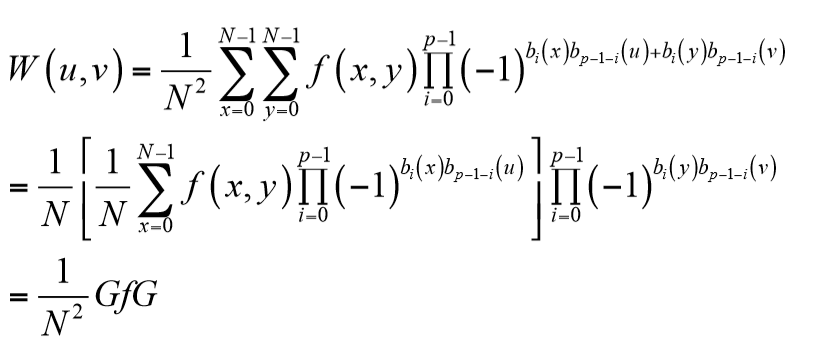 W(u,v) = \frac{1}{N^2} \sum_{x=0}^{N-1} \sum_{y=0}^{N-1} f(x,y) \prod_{i=0}^{p-1} (-1)^{b_i(x)b_{p-1-i}(u)+b_i(y)b_{p-1-i}(v)}
= \frac{1}{N} \left[ \frac{1}{N} \sum_{x=0}^{N-1} f(x,y) \prod_{i=0}^{p-1} (-1)^{b_i(x)b_{p-1-i}(u)} \right] \prod_{i=0}^{p-1} (-1)^{b_i(y)b_{p-1-i}(v)}
= \frac{1}{N^2} GfG